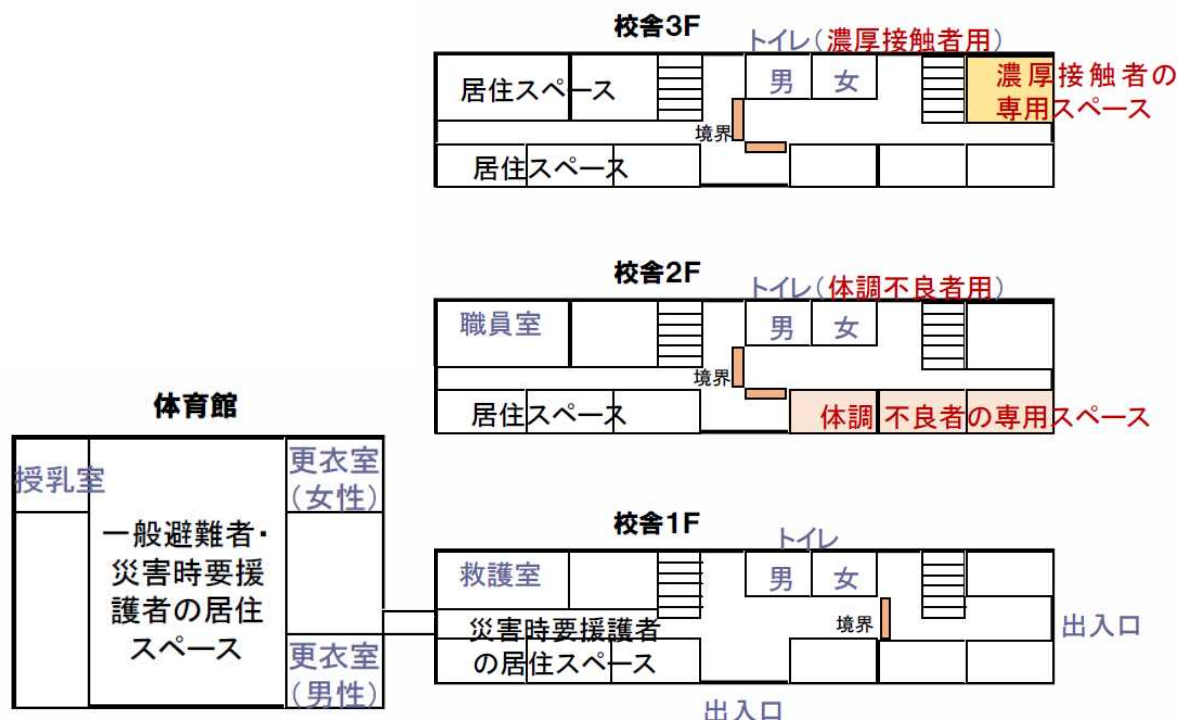 校舎3F
トイレ(濃厚接触者用)
居住スペース
男
女
濃厚接触者の
専用スペース
境界
居住スペース
校舎2F
トイレ(体調不良者用)
職員室
男
女
境界
居住スペース
体調不良者の専用スペース
体育館
授乳室
更衣室
(女性)
一般避難者・
災害時要援
護者の居住
スペース
更衣室
(男性)
校舎1F
トイレ
救護室
男
女
境界
出入口
災害時要援護者
の居住スペース
出入口